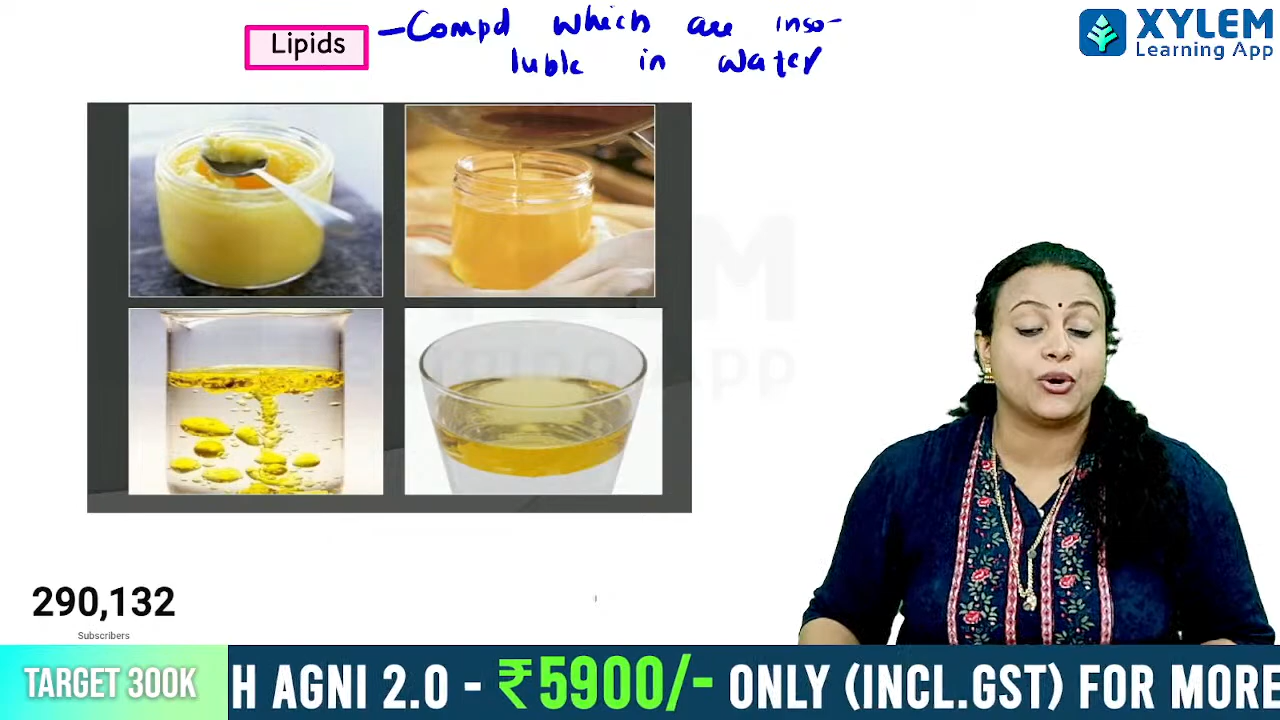 Lipids
- Compd which are inso-
luble in water
XYLEM
Learning App
290,132
Subscribers
TARGET 300K
H AGNI 2.0 - ₹5900/- ONLY (INCL.GST) FOR MORE